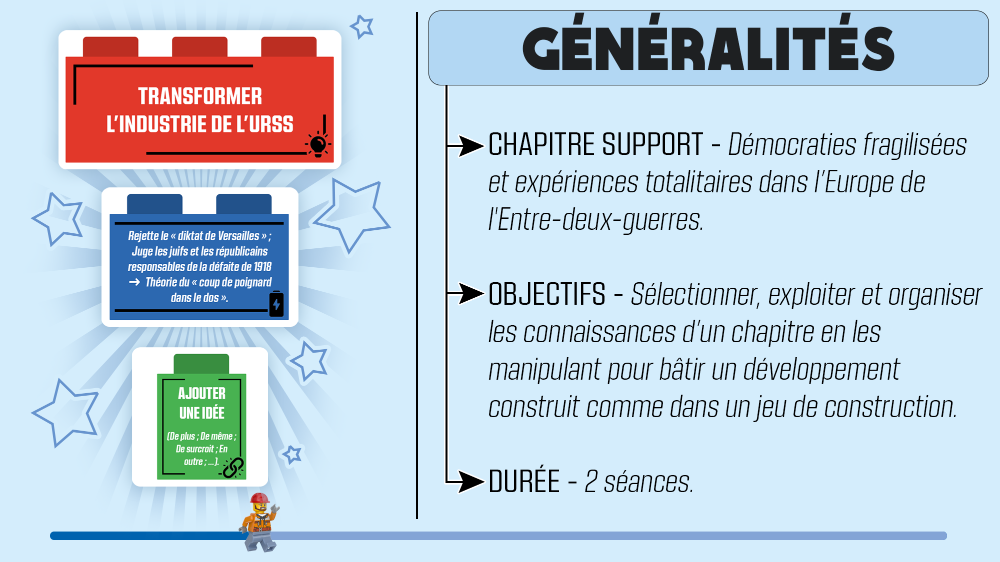 TRANSFORMER
L'INDUSTRIE DE L'URSS
Rejette le « diktat de Versailles » ;
Juge les juifs et les républicains
responsables de la défaite de 1918
➜ Théorie du « coup de poignard
dans le dos ».
AJOUTER
UNE IDÉE
(De plus ; De même ;
De surcroit ; En
outre ; ...).
GÉNÉRALITÉS
CHAPITRE SUPPORT - Démocraties fragilisées
et expériences totalitaires dans l'Europe de
l'Entre-deux-guerres.
OBJECTIFS - Sélectionner, exploiter et organiser
les connaissances d'un chapitre en les
manipulant pour bâtir un développement
construit comme dans un jeu de construction.
DURÉE - 2 séances.